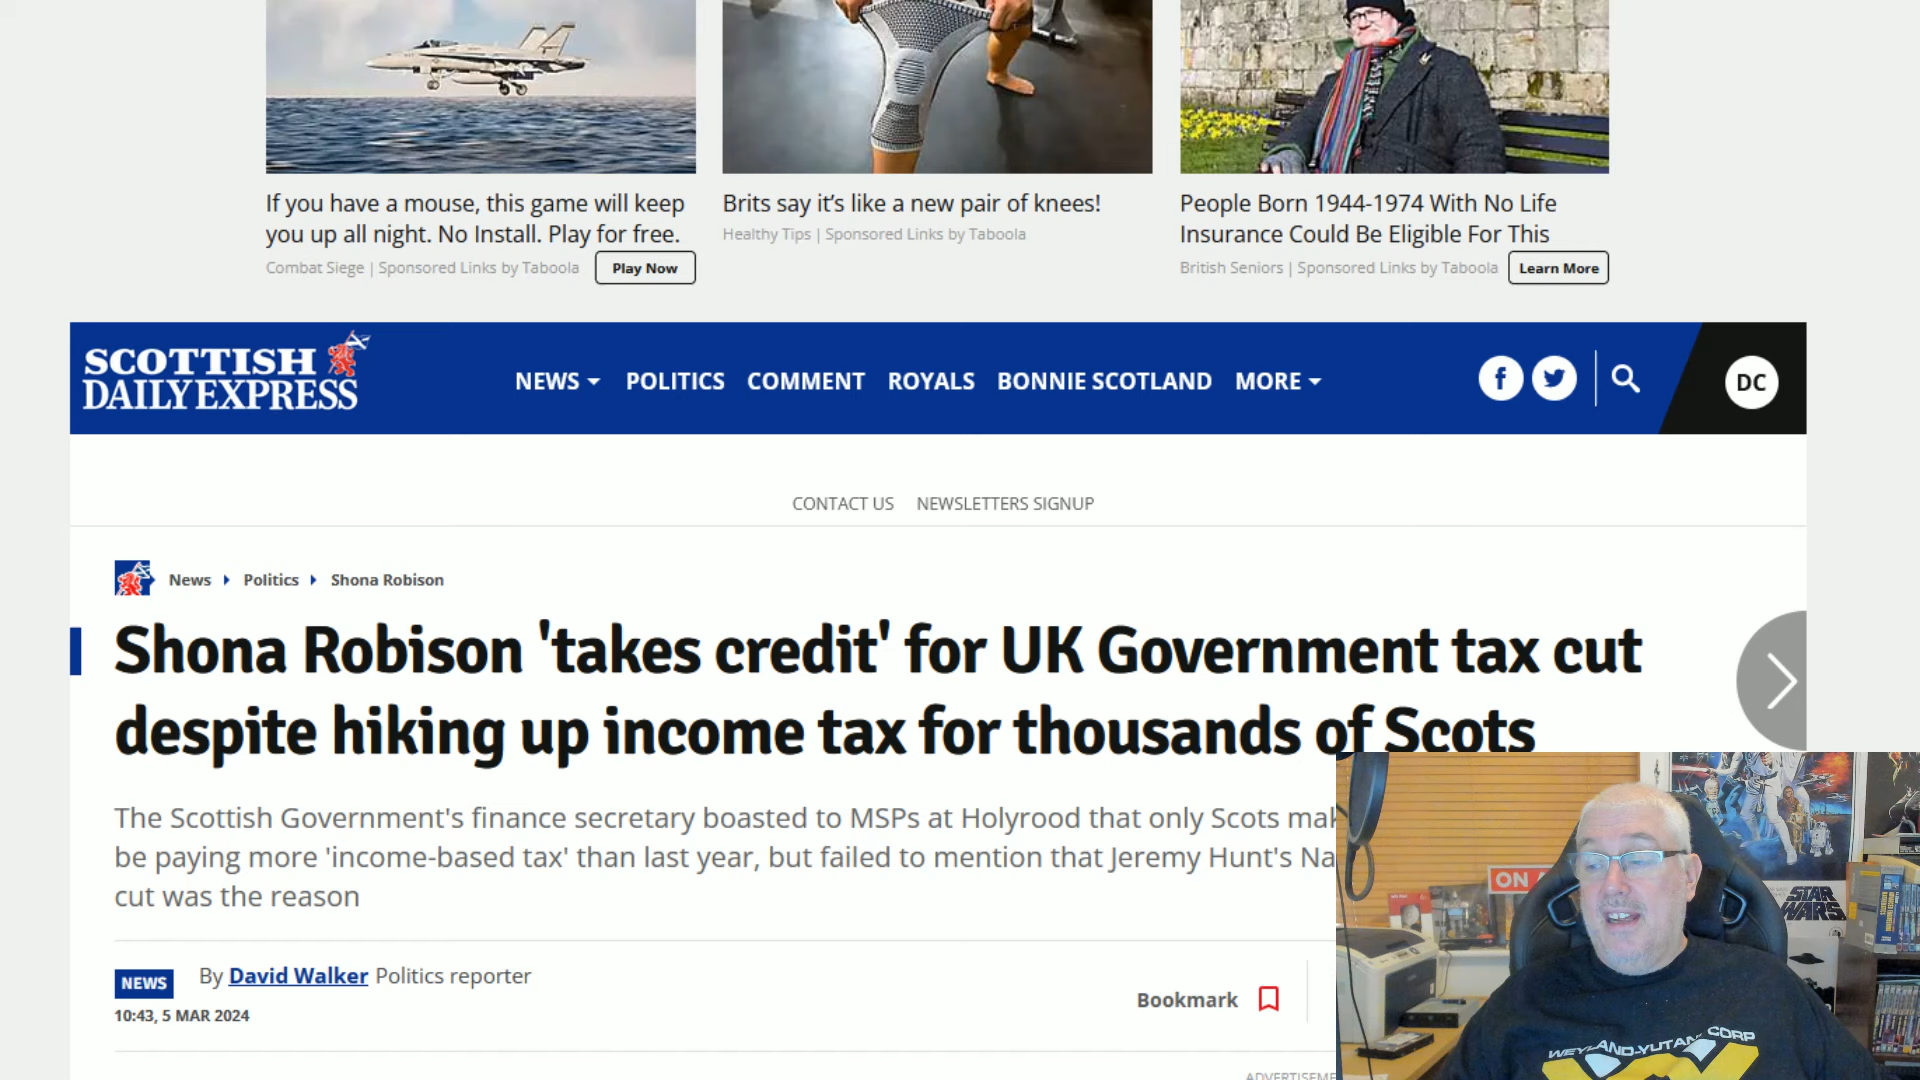 If you have a mouse, this game will keep
you up all night. No Install. Play for free.
Combat Siege | Sponsored Links by Taboola
Play Now
Brits say it's like a new pair of knees!
Healthy Tips | Sponsored Links by Taboola
People Born 1944-1974 With No Life
Insurance Could Be Eligible For This
British Seniors | Sponsored Links by Taboola
Learn More
SCOTTISH
DAILY EXPRESS
NEWS POLITICS COMMENT ROYALS BONNIE SCOTLAND MORE
DC
CONTACT US NEWSLETTERS SIGNUP
News Politics Shona Robison
Shona Robison 'takes credit' for UK Government tax cut
despite hiking up income tax for thousands of Scots
The Scottish Government's finance secretary boasted to MSPs at Holyrood that only Scots
be paying more 'income-based tax' than last year, but failed to mention that Jeremy Hunt's
cut was the reason
NEWS By David Walker Politics reporter
10:43, 5 MAR 2024
Bookmark
ON
STAR
WARS
WEYLAND-YUTANI CORP